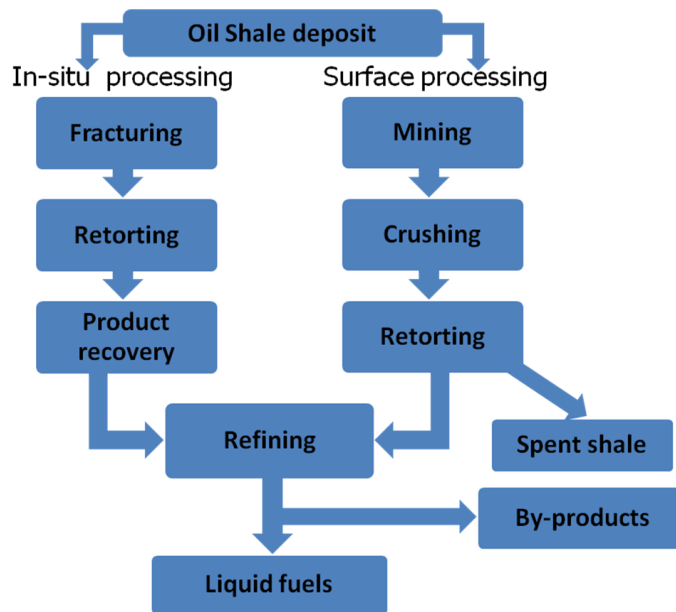 Oil Shale deposit
In-situ processing
Surface processing
Fracturing
Mining
Retorting
Crushing
Product
recovery
Retorting
Refining
Spent shale
By-products
Liquid fuels